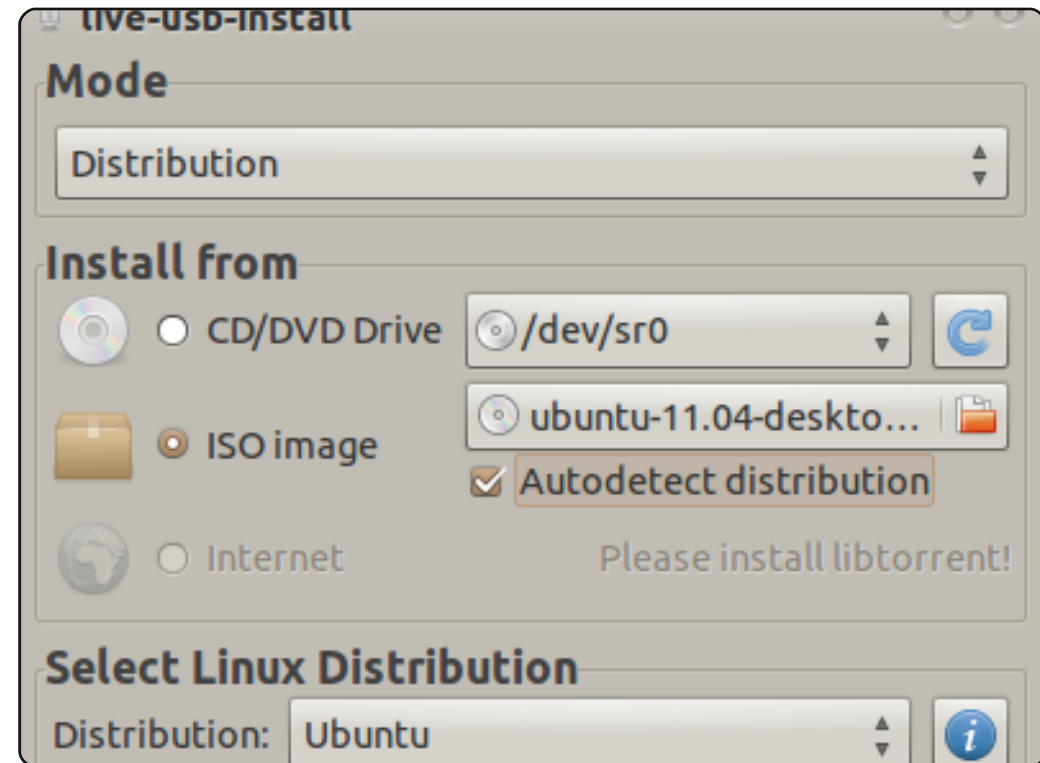 live-usb-install
Mode
Distribution
Install from
CD/DVD Drive /dev/sr0
ubuntu-11.04-deskto...
ISO image
Autodetect distribution
Internet Please install libtorrent!
Select Linux Distribution
Distribution: Ubuntu